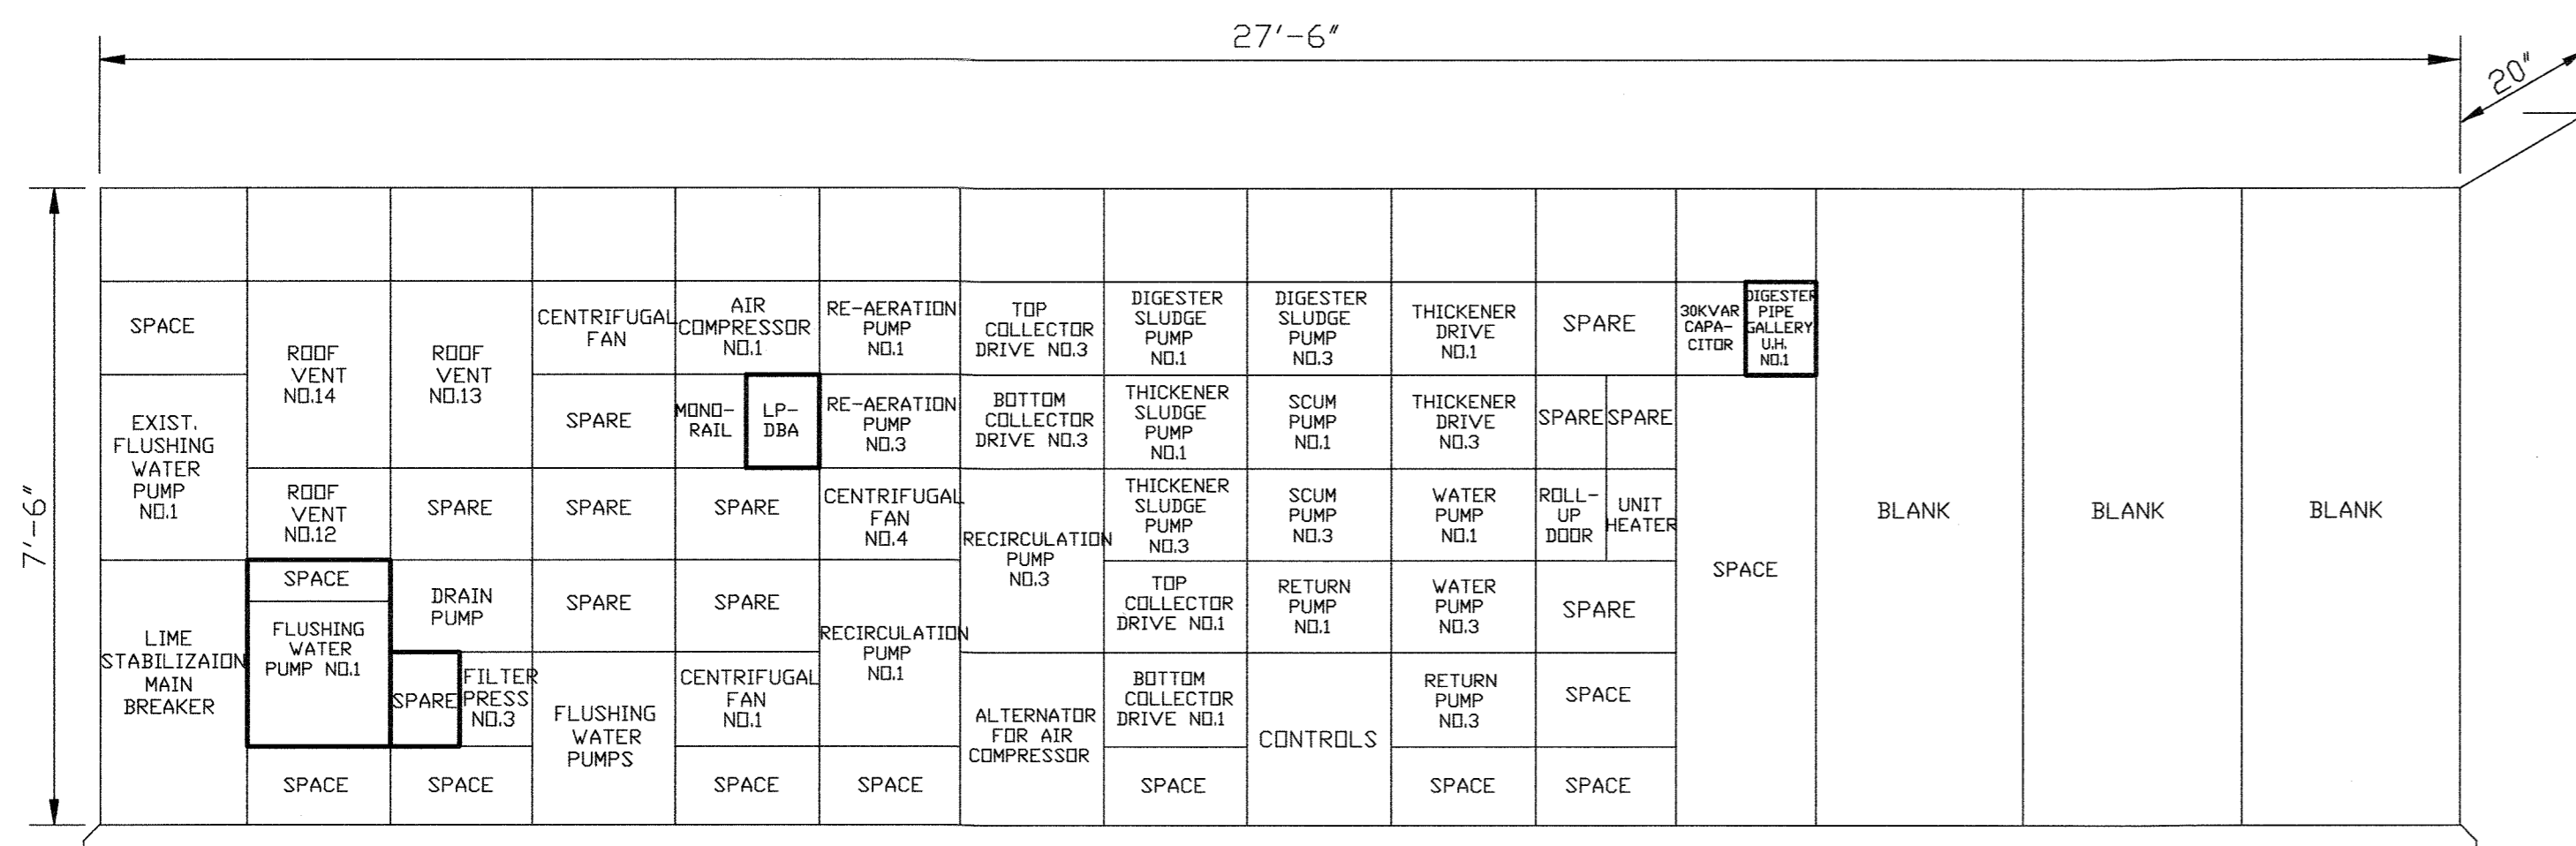 27'-6"
20"
7'-6"
SPACE
EXIST.
FLUSHING
WATER
PUMP
NO.1
LIME
STABILIZAION
MAIN
BREAKER
ROOF
VENT
NO.14
ROOF
VENT
NO.12
SPACE
FLUSHING
WATER
PUMP NO.1
SPACE
ROOF
VENT
NO.13
SPARE
DRAIN
PUMP
SPARE
FILTER
PRESS
NO.3
SPACE
CENTRIFUGAL
FAN
SPARE
SPARE
SPARE
FLUSHING
WATER
PUMPS
AIR
COMPRESSOR
NO.1
MONO-
RAIL
LP-
DBA
SPARE
SPARE
CENTRIFUGAL
FAN
NO.1
SPACE
RE-AERATION
PUMP
NO.1
RE-AERATION
PUMP
NO.3
CENTRIFUGAL
FAN
NO.4
RECIRCULATION
PUMP
NO.1
SPACE
TOP
COLLECTOR
DRIVE NO.3
BOTTOM
COLLECTOR
DRIVE NO.3
RECIRCULATION
PUMP
NO.3
ALTERNATOR
FOR AIR
COMPRESSOR
DIGESTER
SLUDGE
PUMP
NO.1
THICKENER
SLUDGE
PUMP
NO.1
THICKENER
SLUDGE
PUMP
NO.3
TOP
COLLECTOR
DRIVE NO.1
BOTTOM
COLLECTOR
DRIVE NO.1
SPACE
DIGESTER
SLUDGE
PUMP
NO.3
SCUM
PUMP
NO.1
SCUM
PUMP
NO.3
RETURN
PUMP
NO.1
CONTROLS
THICKENER
DRIVE
NO.1
THICKENER
DRIVE
NO.3
WATER
PUMP
NO.1
WATER
PUMP
NO.3
RETURN
PUMP
NO.3
SPACE
SPARE
SPARE
SPARE
ROLL-
UP
DOOR
UNIT
HEATER
SPARE
SPACE
SPACE
30KVAR
CAPA-
CITOR
DIGESTER
PIPE
GALLERY
U.H.
NO.1
SPACE
BLANK
BLANK
BLANK